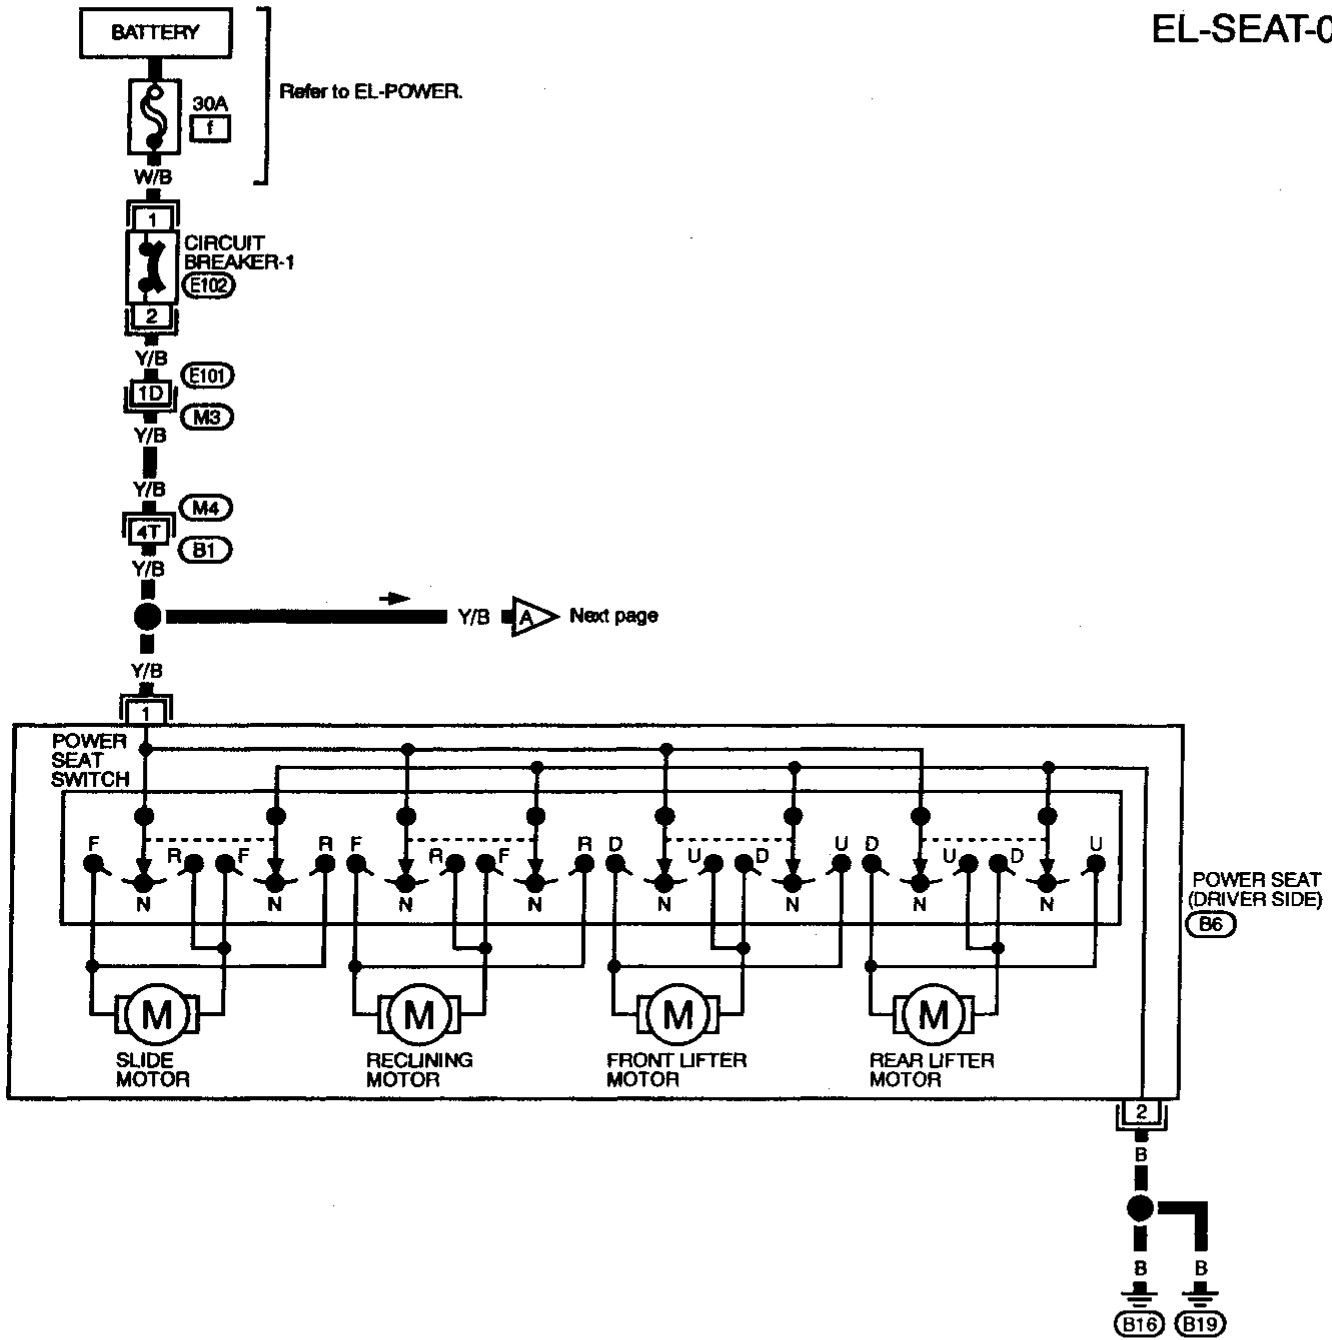 EL-SEAT-0
BATTERY
Refer to EL-POWER.
30A
f
W/B
1
CIRCUIT
BREAKER-1
E102
2
Y/B
E101
1D
M3
Y/B
Y/B
M4
4T
B1
Y/B
Y/B
A
Next page
Y/B
1
POWER
SEAT
SWITCH
F R F R F R F R D U D U D U D U
N N N N N N N N
POWER SEAT
(DRIVER SIDE)
B6
M M M M
SLIDE
MOTOR
RECLINING
MOTOR
FRONT LIFTER
MOTOR
REAR LIFTER
MOTOR
2
B
B B
B16 B19